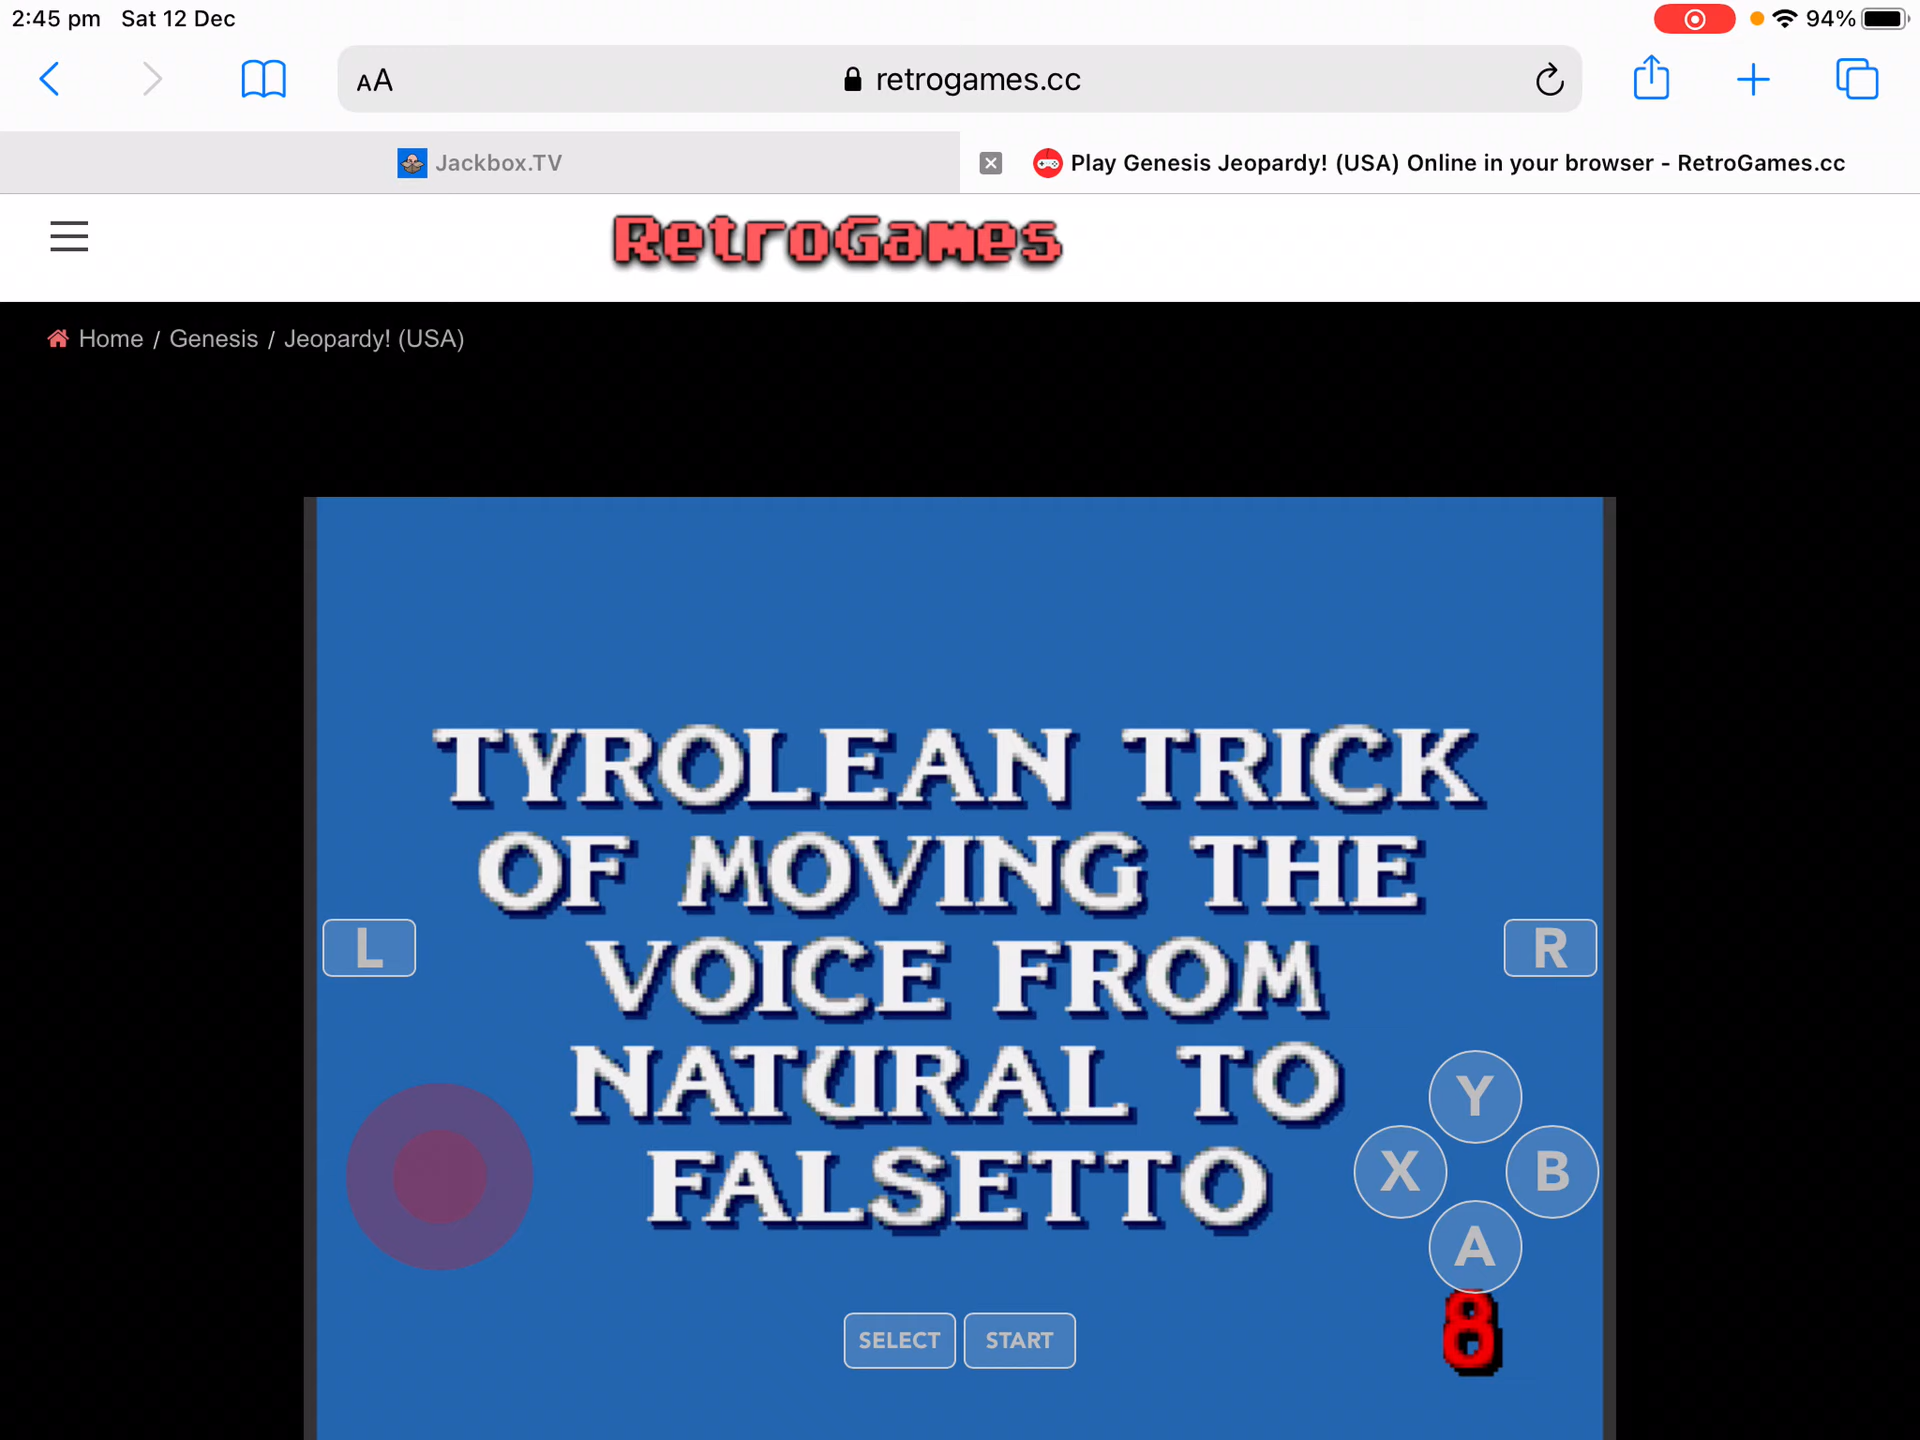 2:45 pm Sat 12 Dec 94%
AA retrogames.cc
Jackbox.TV Play Genesis Jeopardy! (USA) Online in your browser - RetroGames.cc
RetroGames
Home / Genesis / Jeopardy! (USA)
TYROLEAN TRICK
OF MOVING THE
VOICE FROM
NATURAL TO
FALSETTO
L
R
Y
X B
A
SELECT START
8